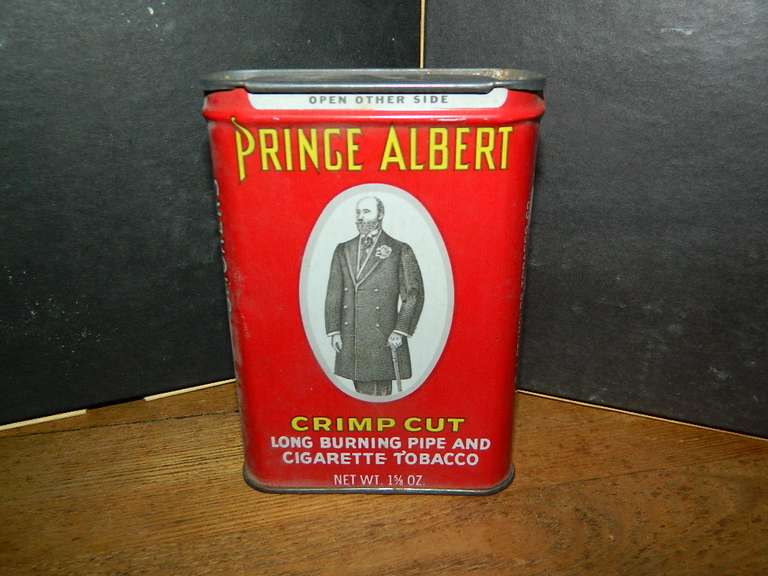 OPEN OTHER SIDE
PRINCE ALBERT
CRIMP CUT
LONG BURNING PIPE AND
CIGARETTE TOBACCO
NET WT. 1⅝ OZ.